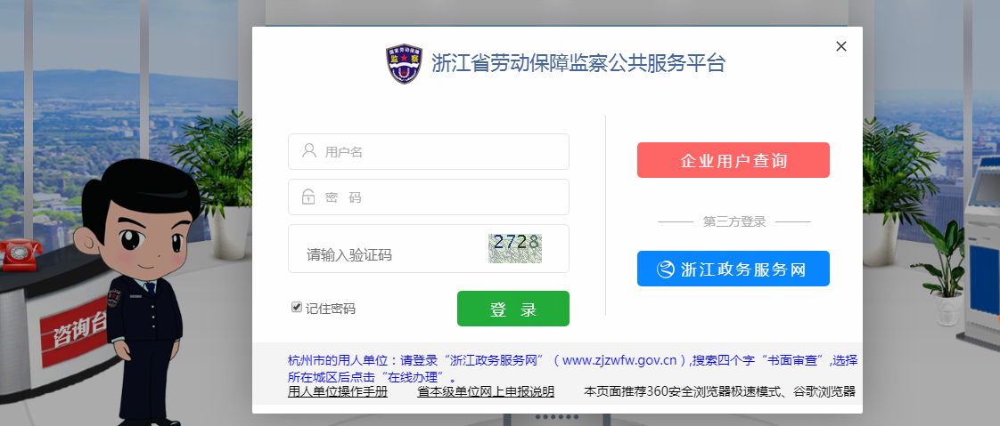 国家劳动保障
监 察
浙江省劳动保障监察公共服务平台
用户名
密 码
请输入验证码
2728
记住密码
登 录
企业用户查询
第三方登录
浙江政务服务网
咨询台
杭州市的用人单位：请登录“浙江政务服务网”（www.zjzwfw.gov.cn）,搜索四个字“书面审查”,选择
所在城区后点击“在线办理”。
用人单位操作手册 省本级单位网上申报说明 本页面推荐360安全浏览器极速模式、谷歌浏览器